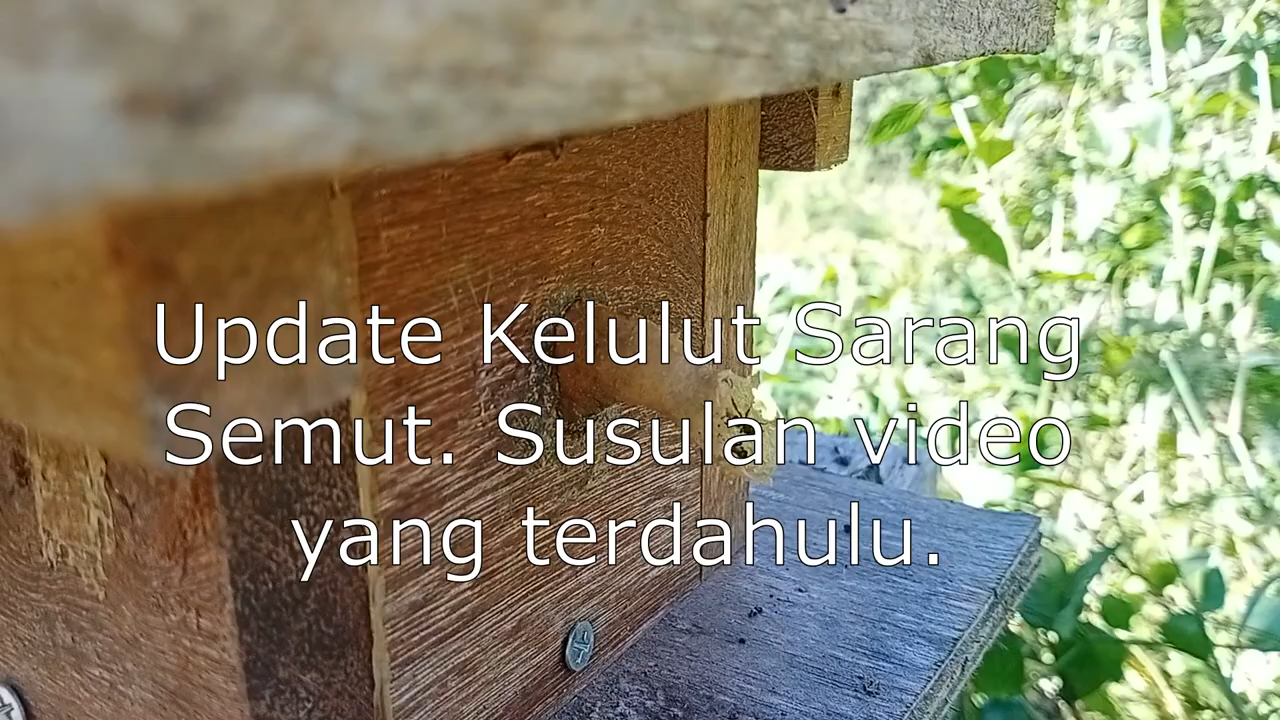 Update Kelulut Sarang
Semut. Susulan video
yang terdahulu.